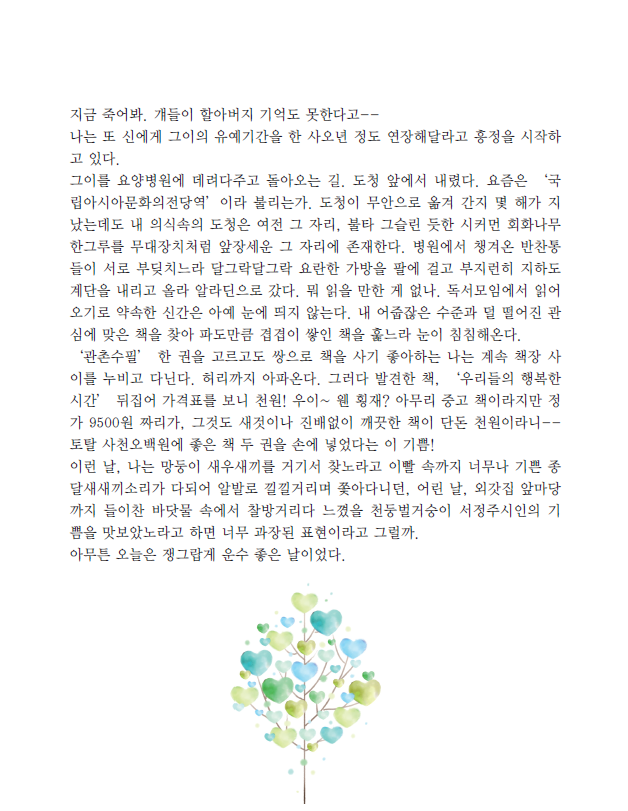 지금 죽어봐. 걔들이 할아버지 기억도 못한다고--
나는 또 신에게 그이의 유예기간을 한 사오년 정도 연장해달라고 흥정을 시작하
고 있다.
그이를 요양병원에 데려다주고 돌아오는 길. 도청 앞에서 내렸다. 요즘은 ‘국
립아시아문화의전당역’이라 불리는가. 도청이 무안으로 옮겨 간지 몇 해가 지
났는데도 내 의식속의 도청은 여전 그 자리, 불타 그슬린 듯한 시커먼 회화나무
한그루를 무대장치처럼 앞장세운 그 자리에 존재한다. 병원에서 챙겨온 반찬통
들이 서로 부딪치느라 달그락달그락 요란한 가방을 팔에 걸고 부지런히 지하도
계단을 내리고 올라 알라딘으로 갔다. 뭐 읽을 만한 게 없나. 독서모임에서 읽어
오기로 약속한 신간은 아예 눈에 띄지 않는다. 내 어줍잖은 수준과 덜 떨어진 관
심에 맞은 책을 찾아 파도만큼 겹겹이 쌓인 책을 훑느라 눈이 침침해온다.
‘관촌수필’ 한 권을 고르고도 쌍으로 책을 사기 좋아하는 나는 계속 책장 사
이를 누비고 다닌다. 허리까지 아파온다. 그러다 발견한 책, ‘우리들의 행복한
시간’ 뒤집어 가격표를 보니 천원! 우이~ 웬 횡재? 아무리 중고 책이라지만 정
가 9500원 짜리가, 그것도 새것이나 진배없이 깨끗한 책이 단돈 천원이라니--
토탈 사천오백원에 좋은 책 두 권을 손에 넣었다는 이 기쁨!
이런 날, 나는 망둥이 새우새끼를 거기서 찾노라고 이빨 속까지 너무나 기쁜 종
달새새끼소리가 다되어 알발로 낄낄거리며 쫓아다니던, 어린 날, 외갓집 앞마당
까지 들이찬 바닷물 속에서 찰방거리다 느꼈을 천둥벌거숭이 서정주시인의 기
쁨을 맛보았노라고 하면 너무 과장된 표현이라고 그럴까.
아무튼 오늘은 쟁그랍게 운수 좋은 날이었다.